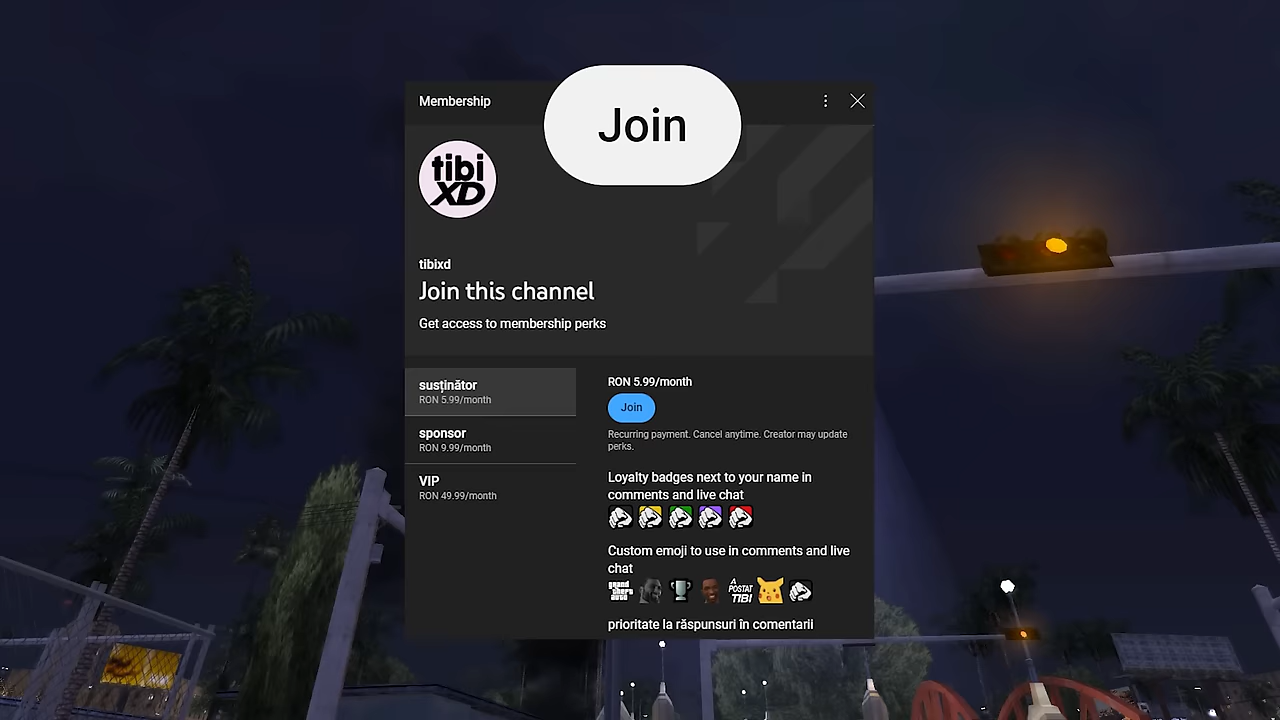 Membership
Join
tibi
XD
tibixd
Join this channel
Get access to membership perks
susținător
RON 5.99/month
sponsor
RON 9.99/month
VIP
RON 49.99/month
RON 5.99/month
Join
Recurring payment. Cancel anytime. Creator may update
perks.
Loyalty badges next to your name in
comments and live chat
Custom emoji to use in comments and live
chat
grand
theft
auto
A
POSTAT
TIBI
prioritate la răspunsuri în comentarii